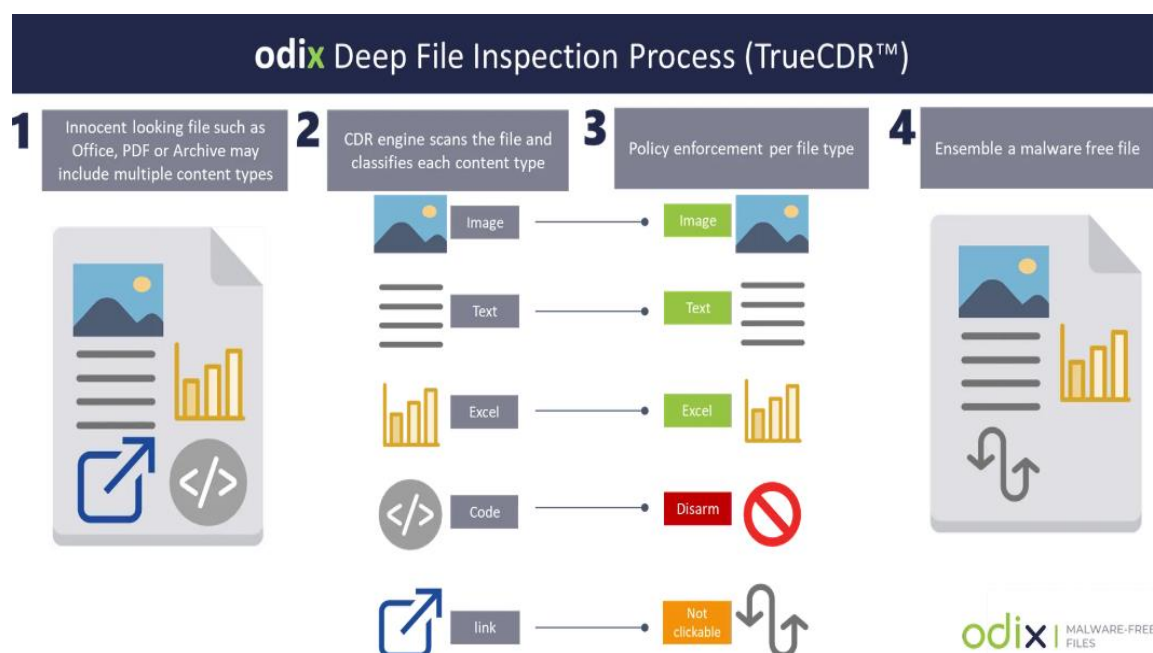 odix Deep File Inspection Process (TrueCDR™)
1
Innocent looking file such as
Office, PDF or Archive may
include multiple content types
2
CDR engine scans the file and
classifies each content type
3
Policy enforcement per file type
4
Ensemble a malware free file
Image
Image
Text
Text
Excel
Excel
</>
</>
Code
Disarm
link
Not
clickable
odix | MALWARE-FREE
FILES